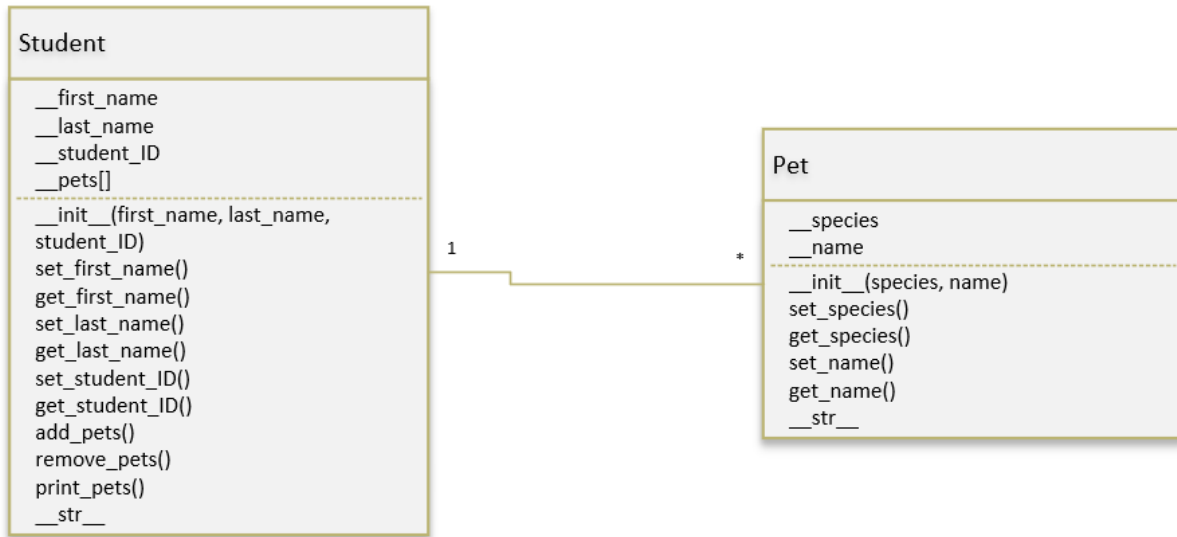 Student
__first_name
__last_name
__student_ID
__pets[]
__init__(first_name, last_name,
student_ID)
set_first_name()
get_first_name()
set_last_name()
get_last_name()
set_student_ID()
get_student_ID()
add_pets()
remove_pets()
print_pets()
__str__
1
*
Pet
__species
__name
__init__(species, name)
set_species()
get_species()
set_name()
get_name()
__str__